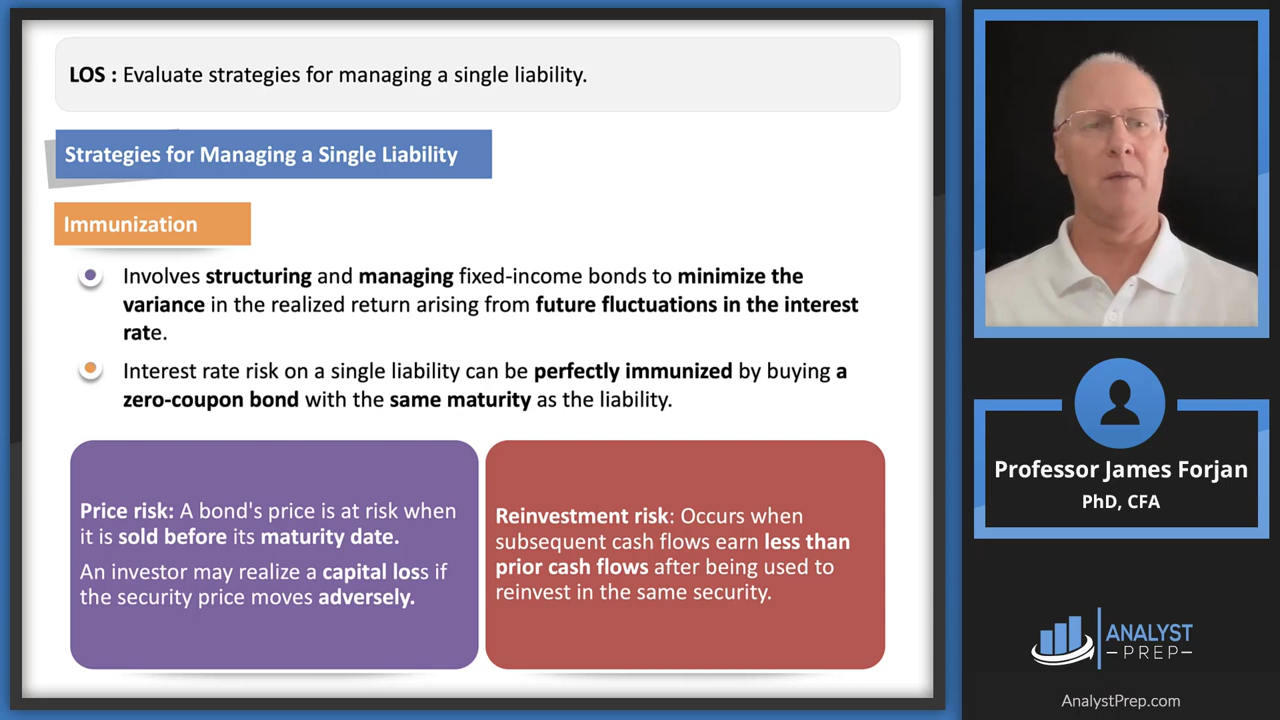 LOS : Evaluate strategies for managing a single liability.
Strategies for Managing a Single Liability
Immunization
Involves structuring and managing fixed-income bonds to minimize the
variance in the realized return arising from future fluctuations in the interest
rate.
Interest rate risk on a single liability can be perfectly immunized by buying a
zero-coupon bond with the same maturity as the liability.
Price risk: A bond's price is at risk when
it is sold before its maturity date.
An investor may realize a capital loss if
the security price moves adversely.
Reinvestment risk: Occurs when
subsequent cash flows earn less than
prior cash flows after being used to
reinvest in the same security.
Professor James Forjan
PhD, CFA
ANALYST
PREP
AnalystPrep.com